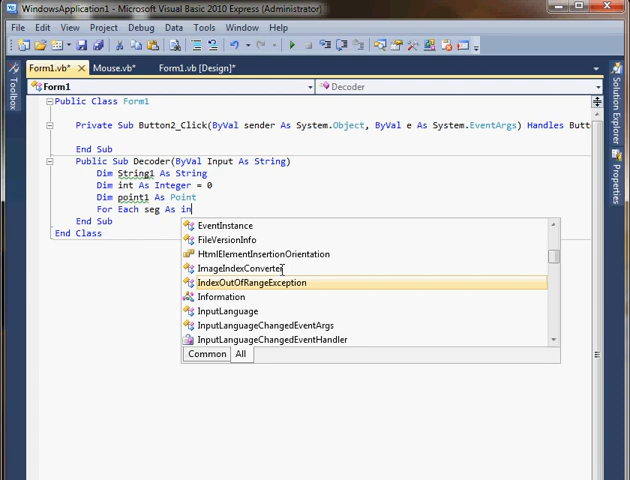 WindowsApplication1 - Microsoft Visual Basic 2010 Express (Administrator)
File Edit View Project Debug Data Tools Window Help
Form1.vb* Mouse.vb* Form1.vb [Design]*
Form1 Decoder
Public Class Form1
Private Sub Button2_Click(ByVal sender As System.Object, ByVal e As System.EventArgs) Handles Butt
End Sub
Public Sub Decoder(ByVal Input As String)
Dim String1 As String
Dim int As Integer = 0
Dim point1 As Point
For Each seg As in
End Sub
End Class
EventInstance
FileVersionInfo
HtmlElementInsertionOrientation
ImageIndexConverter
IndexOutOfRangeException
Information
InputLanguage
InputLanguageChangedEventArgs
InputLanguageChangedEventHandler
Common All
Toolbox
Solution Explorer
Properties